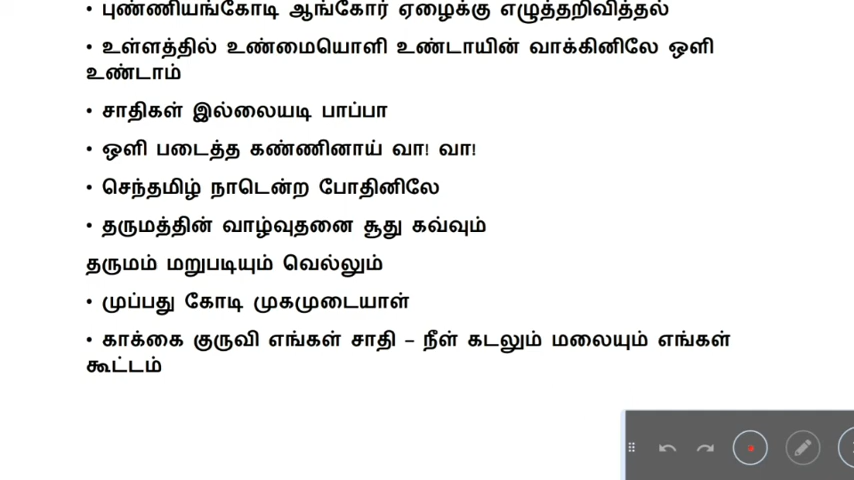 • புண்ணியங்கோடி ஆங்கோர் ஏழைக்கு எழுத்தறிவித்தல்
• உள்ளத்தில் உண்மையொளி உண்டாயின் வாக்கினிலே ஒளி
உண்டாம்
• சாதிகள் இல்லையடி பாப்பா
• ஒளி படைத்த கண்ணினாய் வா! வா!
• செந்தமிழ் நாடென்ற போதினிலே
• தருமத்தின் வாழ்வுதனை சூது கவ்வும்
தருமம் மறுபடியும் வெல்லும்
• முப்பது கோடி முகமுடையாள்
• காக்கை குருவி எங்கள் சாதி – நீள் கடலும் மலையும் எங்கள்
கூட்டம்